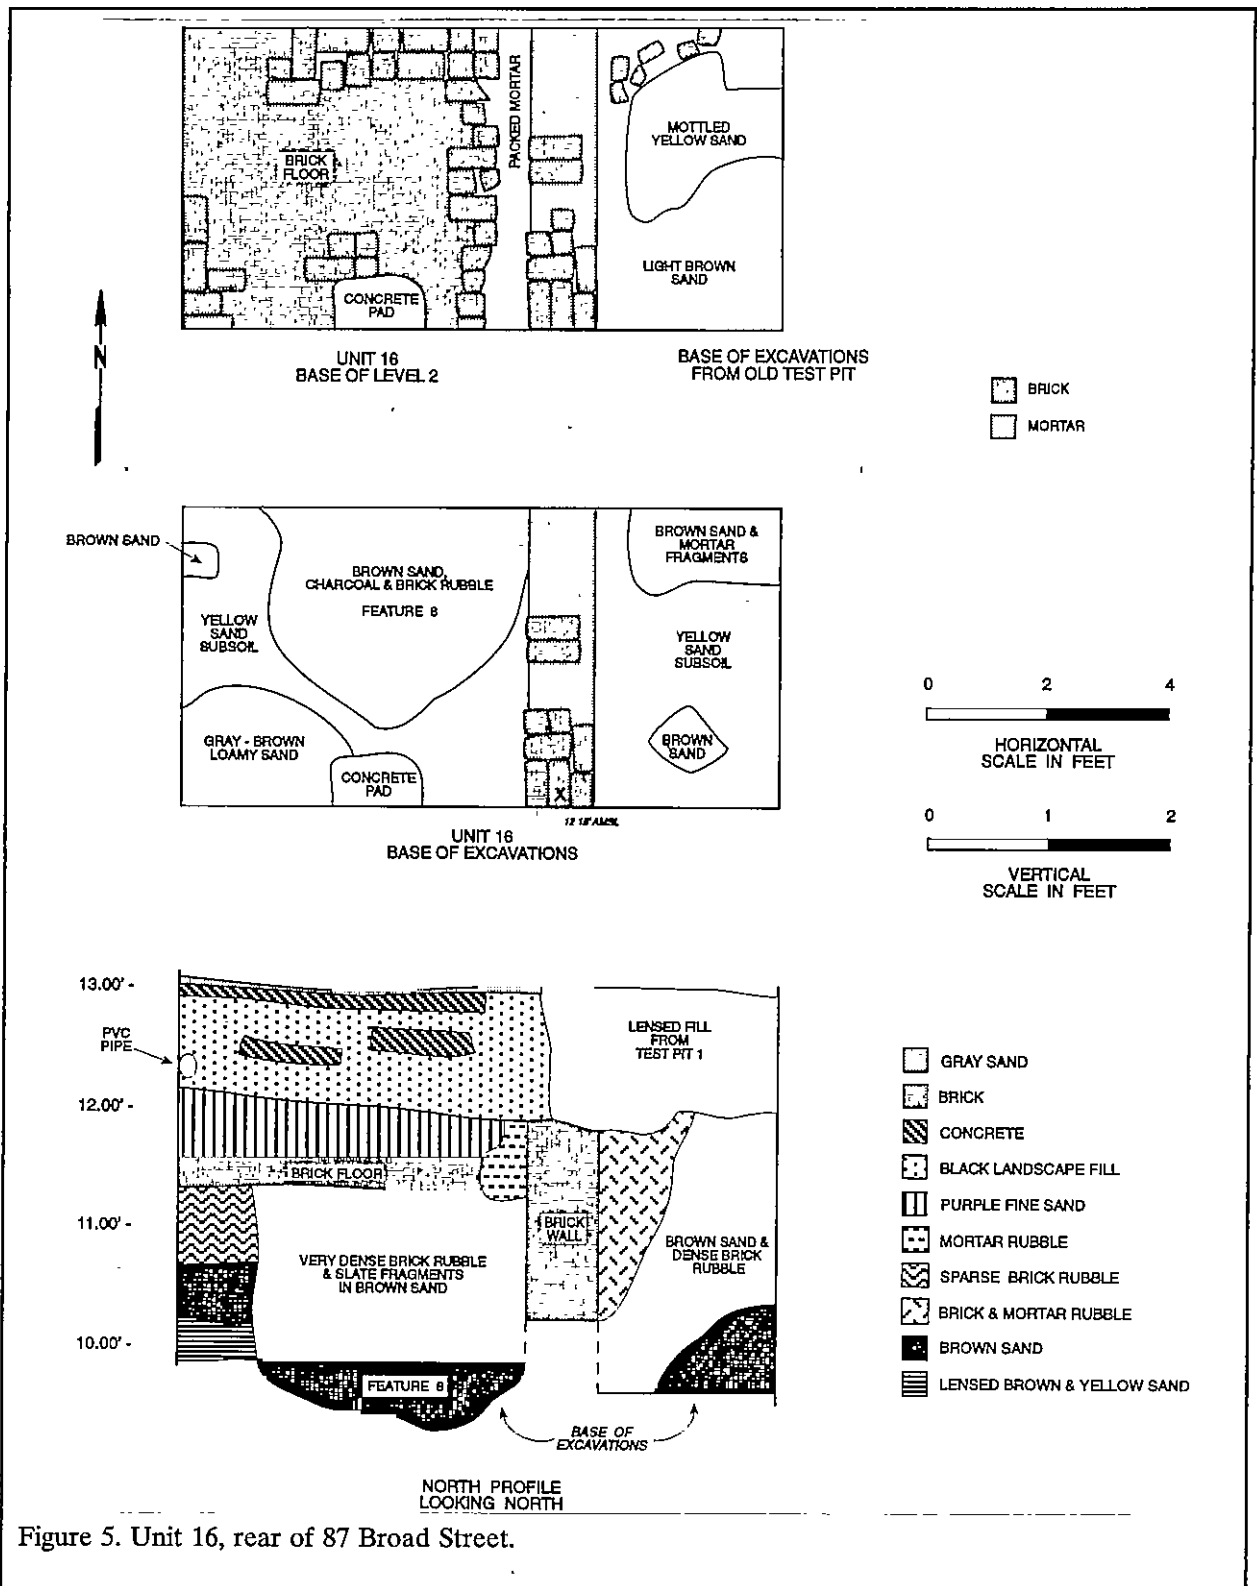 PACKED MORTAR
MOTTLED
YELLOW SAND
BRICK
FLOOR
LIGHT BROWN
SAND
CONCRETE
PAD
N
UNIT 16
BASE OF LEVEL 2
BASE OF EXCAVATIONS
FROM OLD TEST PIT
BRICK
MORTAR
BROWN SAND
BROWN SAND,
CHARCOAL & BRICK RUBBLE
FEATURE 8
BROWN SAND &
MORTAR
FRAGMENTS
YELLOW
SAND
SUBSOIL
YELLOW
SAND
SUBSOIL
GRAY - BROWN
LOAMY SAND
CONCRETE
PAD
BROWN
SAND
X
UNIT 16
BASE OF EXCAVATIONS
0 2 4
HORIZONTAL
SCALE IN FEET
0 1 2
VERTICAL
SCALE IN FEET
13.00' -
PVC
PIPE
12.00' -
11.00' -
10.00' -
LENSED FILL
FROM
TEST PIT 1
BRICK FLOOR
BRICK
WALL
VERY DENSE BRICK RUBBLE
& SLATE FRAGMENTS
IN BROWN SAND
BROWN SAND &
DENSE BRICK
RUBBLE
FEATURE 8
BASE OF
EXCAVATIONS
NORTH PROFILE
LOOKING NORTH
GRAY SAND
BRICK
CONCRETE
BLACK LANDSCAPE FILL
PURPLE FINE SAND
MORTAR RUBBLE
SPARSE BRICK RUBBLE
BRICK & MORTAR RUBBLE
BROWN SAND
LENSED BROWN & YELLOW SAND
Figure 5. Unit 16, rear of 87 Broad Street.